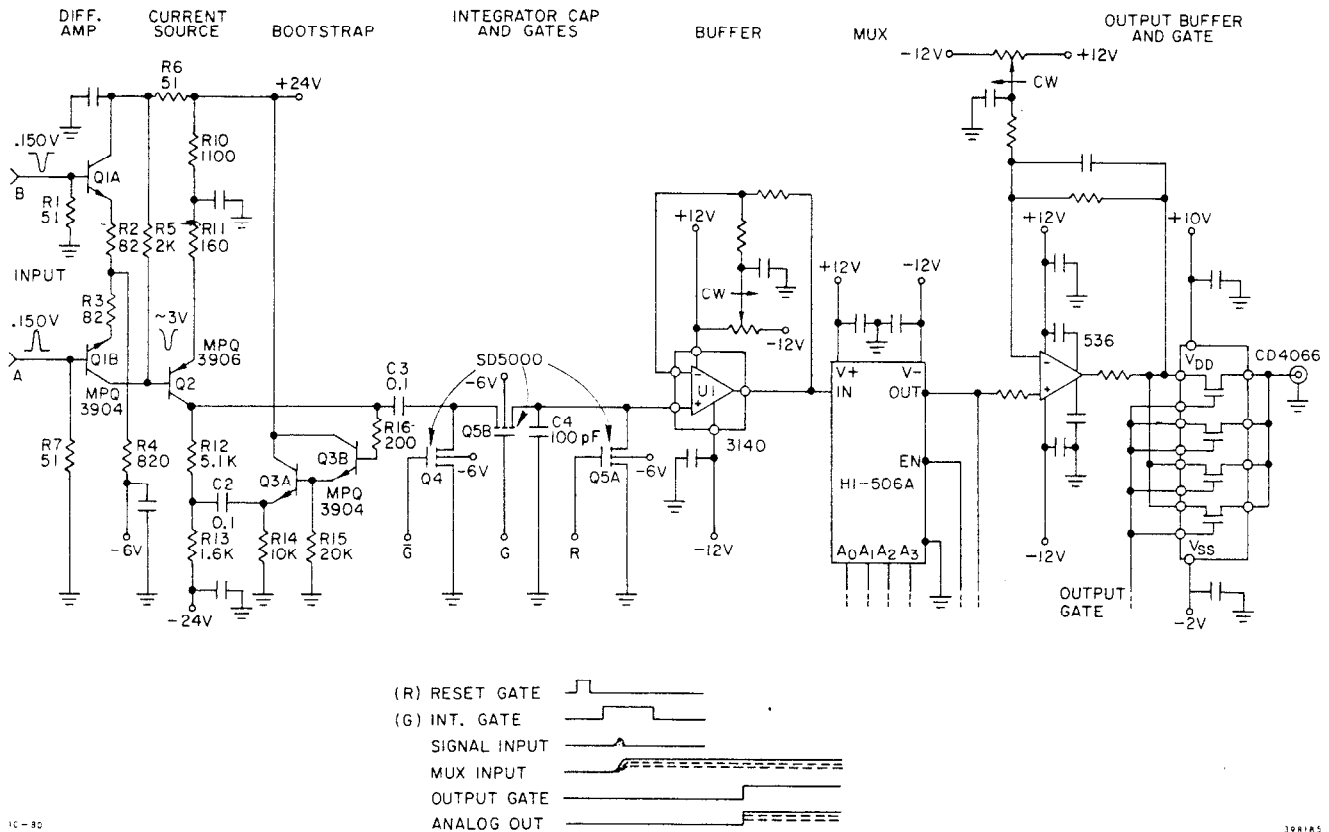 DIFF. AMP
CURRENT SOURCE
BOOTSTRAP
INTEGRATOR CAP AND GATES
BUFFER
MUX
OUTPUT BUFFER AND GATE
-12V
+12V
CW
R6
51
+24V
.150V
B
Q1A
R1
51
R10
1100
R2
82
R5
2K
R11
160
INPUT
R3
82
~3V
.150V
A
Q1B
MPQ 3904
MPQ 3906
Q2
R7
51
R4
820
-6V
R12
5.1K
C2
0.1
R13
1.6K
-24V
Q3A
Q3B
MPQ 3904
R14
10K
R15
20K
R16
200
C3
0.1
SD5000
-6V
Q5B
Q4
-6V
G̅
G
C4
100pF
Q5A
-6V
R
+12V
CW
-12V
-
+
U1
3140
-12V
+12V
-12V
V+
V-
IN
OUT
EN
HI-506A
A0 A1 A2 A3
+12V
536
-
+
-12V
+10V
VDD
CD4066
VSS
OUTPUT GATE
-2V
(R) RESET GATE
(G) INT. GATE
SIGNAL INPUT
MUX INPUT
OUTPUT GATE
ANALOG OUT
10-80